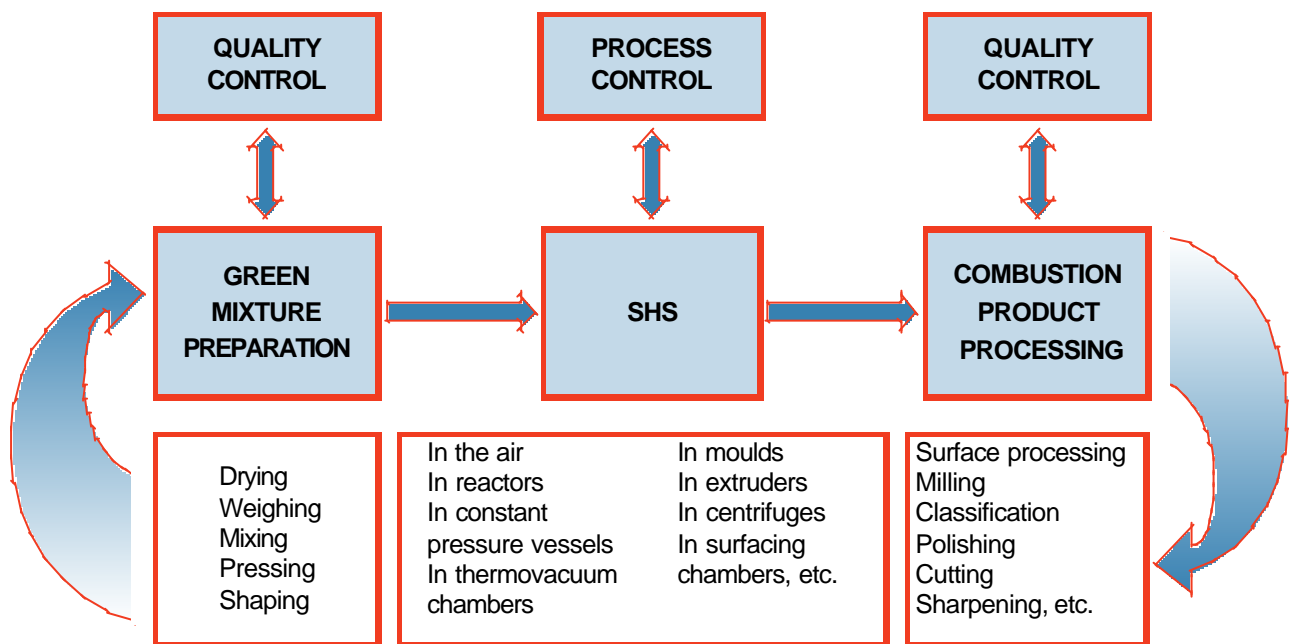 QUALITY
CONTROL
PROCESS
CONTROL
QUALITY
CONTROL
GREEN
MIXTURE
PREPARATION
SHS
COMBUSTION
PRODUCT
PROCESSING
Drying
Weighing
Mixing
Pressing
Shaping
In the air
In reactors
In constant
pressure vessels
In thermovacuum
chambers
In moulds
In extruders
In centrifuges
In surfacing
chambers, etc.
Surface processing
Milling
Classification
Polishing
Cutting
Sharpening, etc.